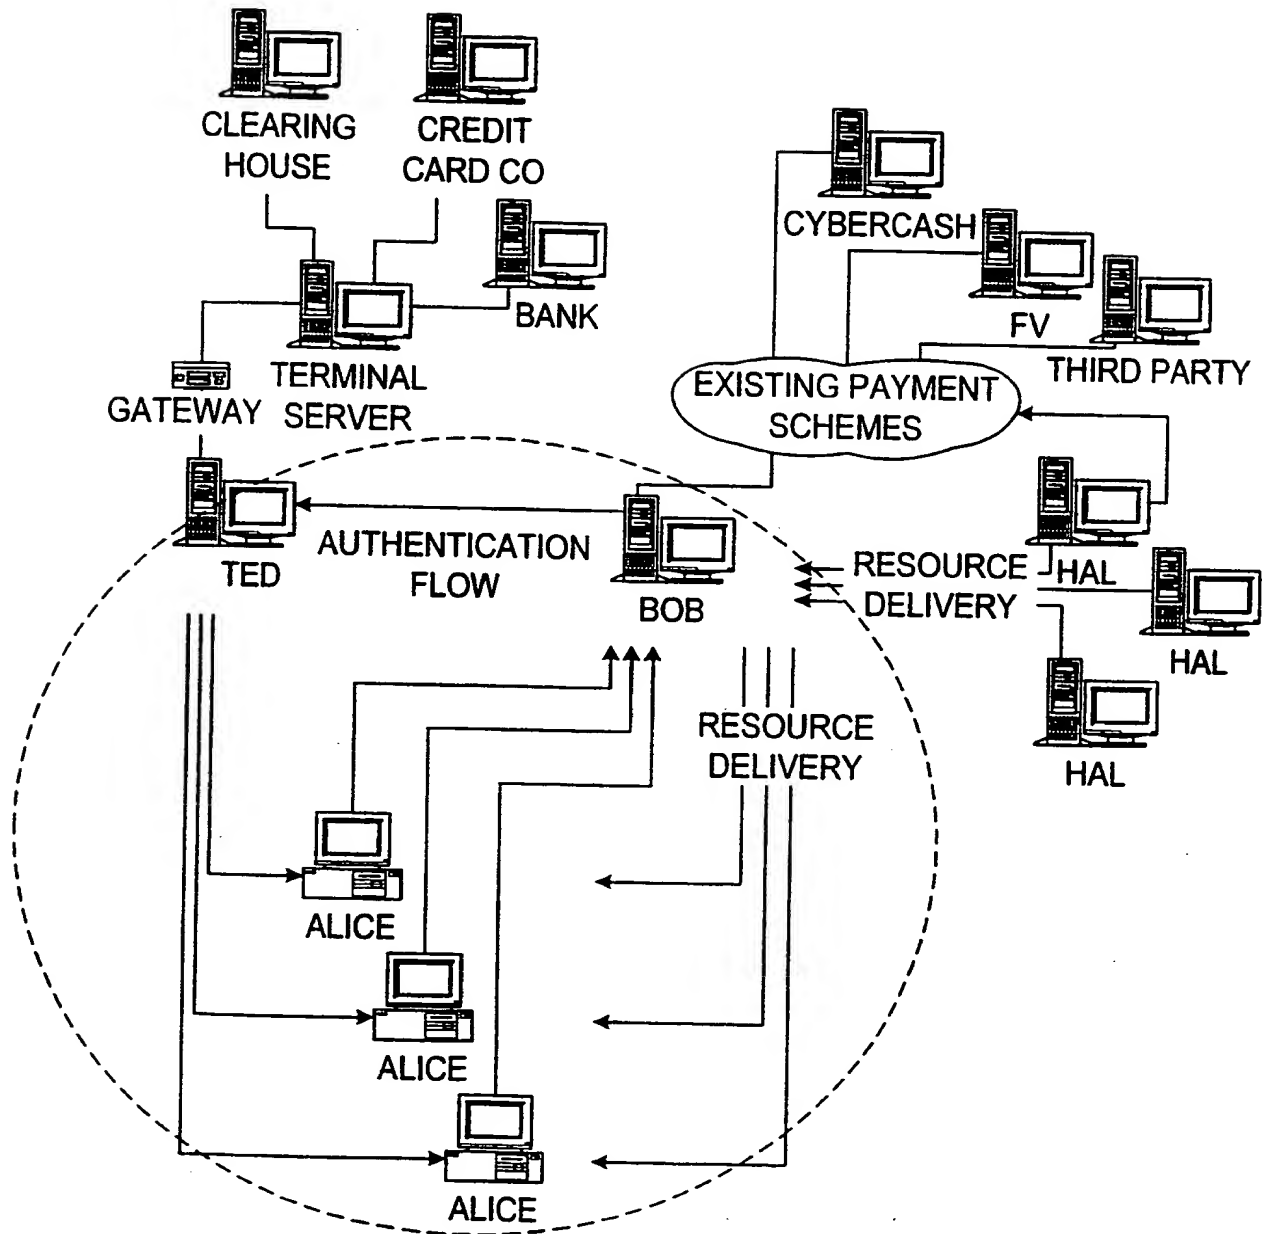 CLEARING
HOUSE
CREDIT
CARD CO
BANK
TERMINAL
SERVER
GATEWAY
CYBERCASH
FV
THIRD PARTY
EXISTING PAYMENT
SCHEMES
TED
AUTHENTICATION
FLOW
BOB
RESOURCE
DELIVERY
HAL
HAL
HAL
RESOURCE
DELIVERY
ALICE
ALICE
ALICE